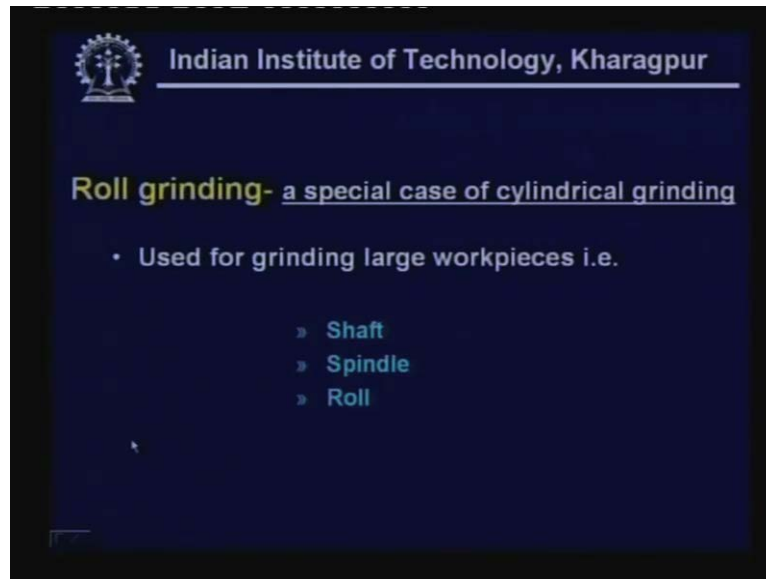 Indian Institute of Technology, Kharagpur
Roll grinding- a special case of cylindrical grinding
• Used for grinding large workpieces i.e.
» Shaft
» Spindle
» Roll